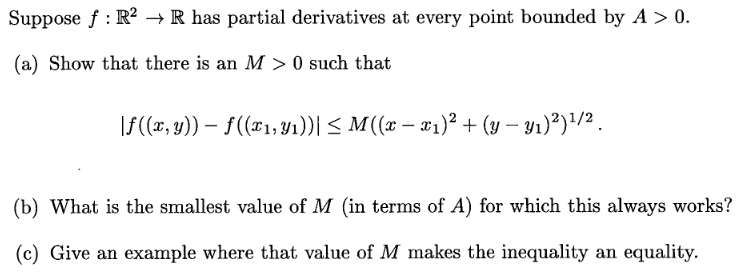 Suppose f : ℝ² → ℝ has partial derivatives at every point bounded by A > 0.
(a) Show that there is an M > 0 such that
|f((x, y)) − f((x₁, y₁))| ≤ M((x − x₁)² + (y − y₁)²)^{1/2} .
(b) What is the smallest value of M (in terms of A) for which this always works?
(c) Give an example where that value of M makes the inequality an equality.